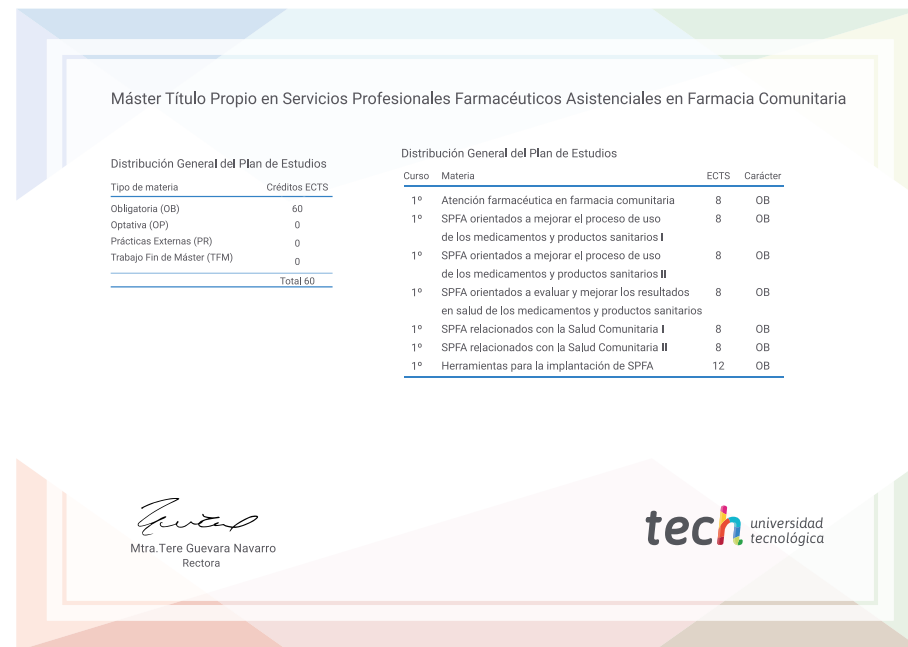 Máster Título Propio en Servicios Profesionales Farmacéuticos Asistenciales en Farmacia Comunitaria
Distribución General del Plan de Estudios
Tipo de materia Créditos ECTS
Obligatoria (OB) 60
Optativa (OP) 0
Prácticas Externas (PR) 0
Trabajo Fin de Máster (TFM) 0
Total 60
Distribución General del Plan de Estudios
Curso Materia ECTS Carácter
1º Atención farmacéutica en farmacia comunitaria 8 OB
1º SPFA orientados a mejorar el proceso de uso 8 OB
de los medicamentos y productos sanitarios I
1º SPFA orientados a mejorar el proceso de uso 8 OB
de los medicamentos y productos sanitarios II
1º SPFA orientados a evaluar y mejorar los resultados 8 OB
en salud de los medicamentos y productos sanitarios
1º SPFA relacionados con la Salud Comunitaria I 8 OB
1º SPFA relacionados con la Salud Comunitaria II 8 OB
1º Herramientas para la implantación de SPFA 12 OB
Mtra.Tere Guevara Navarro
Rectora
tech universidad
tecnológica